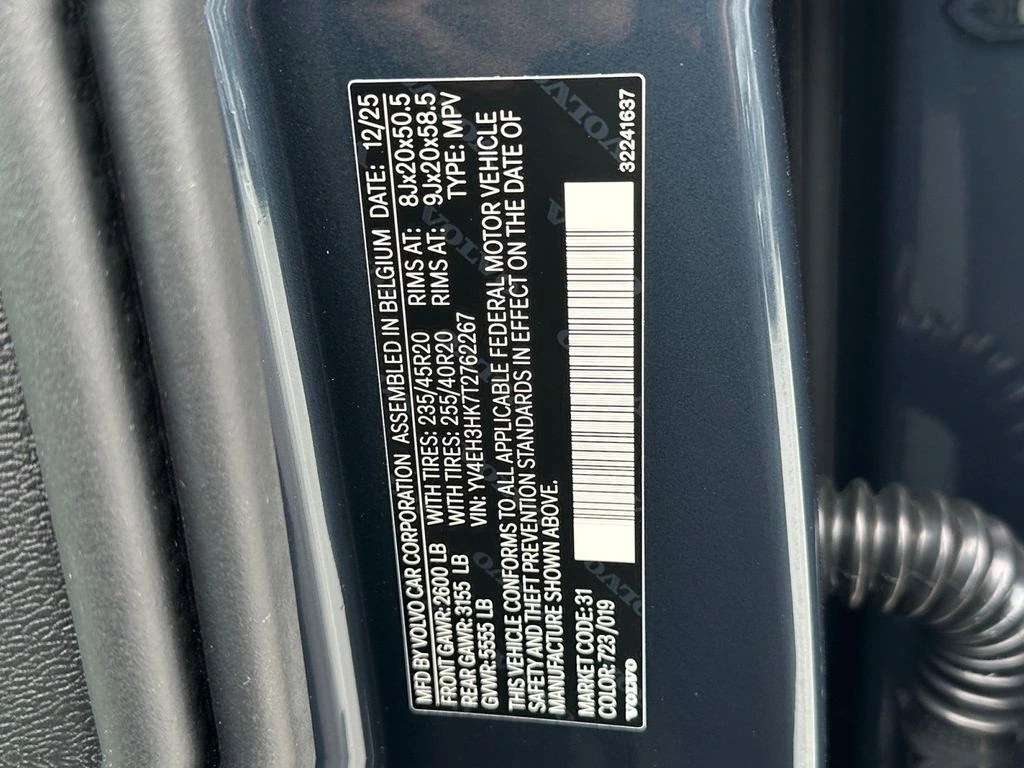 MFD BY VOLVO CAR CORPORATION ASSEMBLED IN BELGIUM DATE: 12/25
FRONT GAWR: 2600 LB WITH TIRES: 235/45R20 RIMS AT: 8Jx20x50.5
REAR GAWR: 3155 LB WITH TIRES: 255/40R20 RIMS AT: 9Jx20x58.5
GVWR: 5555 LB VIN: YV4EH3HK7T2762267 TYPE: MPV
THIS VEHICLE CONFORMS TO ALL APPLICABLE FEDERAL MOTOR VEHICLE
SAFETY AND THEFT PREVENTION STANDARDS IN EFFECT ON THE DATE OF
MANUFACTURE SHOWN ABOVE.
MARKET CODE: 31
COLOR: 723/019
VOLVO 32241637